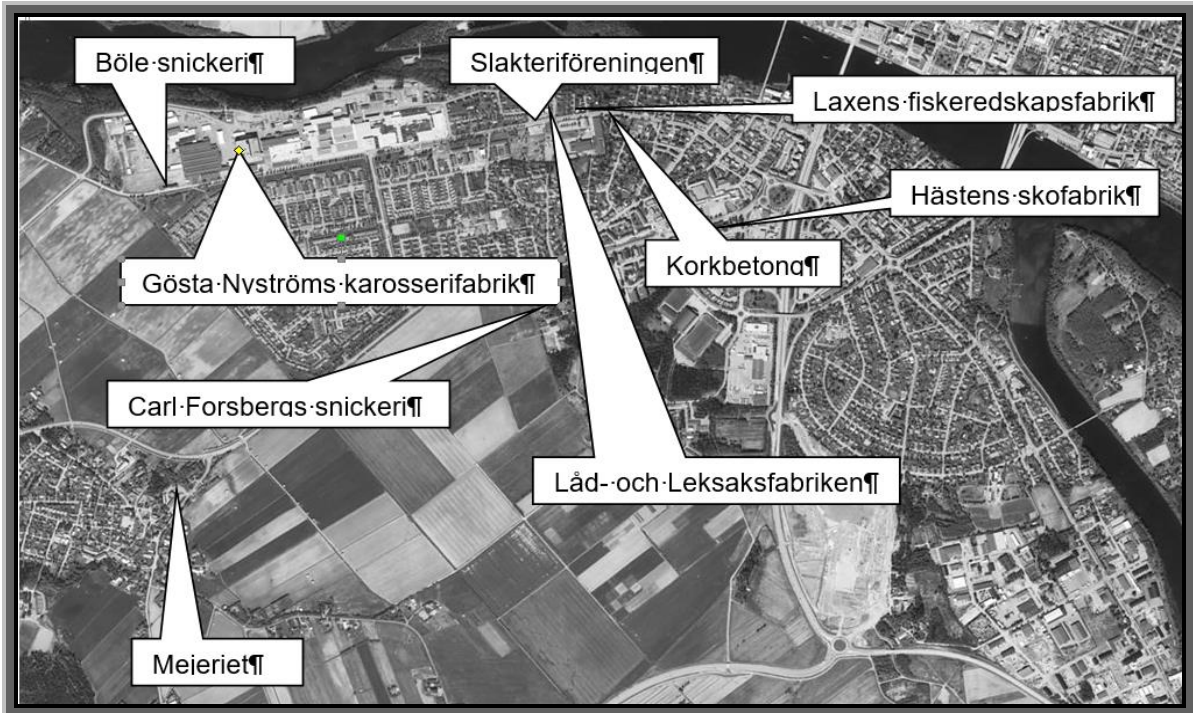 Böle·snickeri¶
Slakteriföreningen¶
Laxens·fiskeredskapsfabrik¶
Hästens·skofabrik¶
Korkbetong¶
Gösta·Nyströms·karosserifabrik¶
Carl·Forsbergs·snickeri¶
Låd-·och·Leksaksfabriken¶
Mejeriet¶